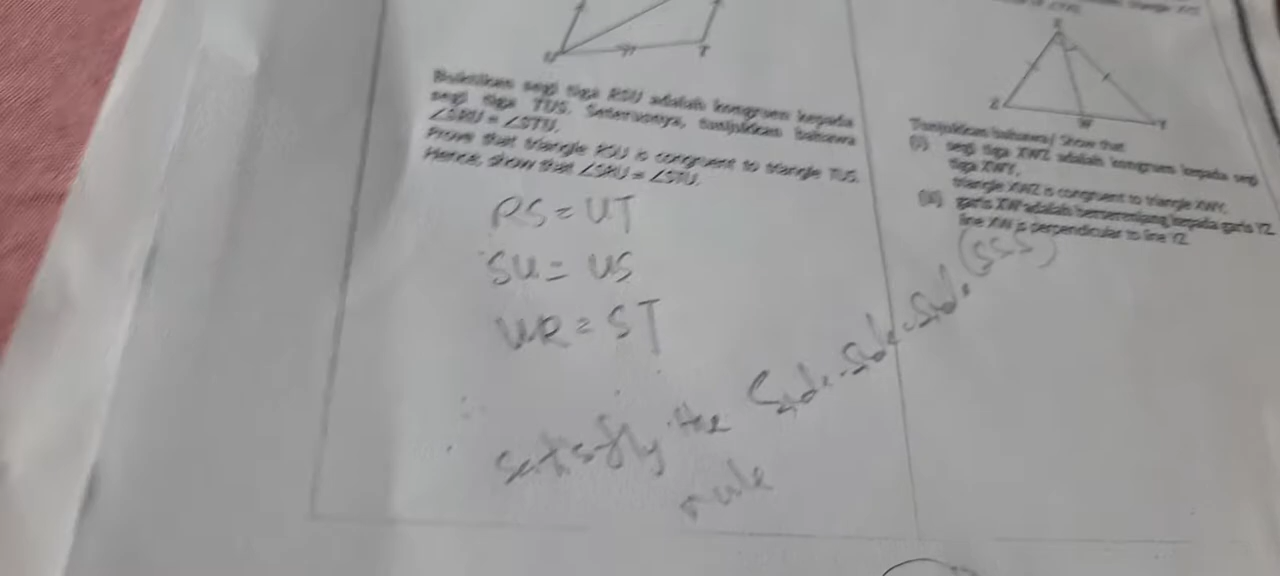 U
T
Buktikan segi tiga RSU adalah kongruen kepada
segi tiga TUS. Seterusnya, tunjukkan bahawa
∠SRU = ∠STU.
Prove that triangle RSU is congruent to triangle TUS.
Hence, show that ∠SRU = ∠STU.
RS = UT
SU = US
UR = ST
satisfly the Side-Side-Side (SSS)
rule
X
Z
W
Y
Tunjukkan bahawa/ Show that
(i) segi tiga XWZ adalah kongruen kepada segi
tiga XWY.
triangle XWZ is congruent to triangle XWY.
(ii) garis XW adalah berserenjang kepada garis YZ.
line XW is perpendicular to line YZ.